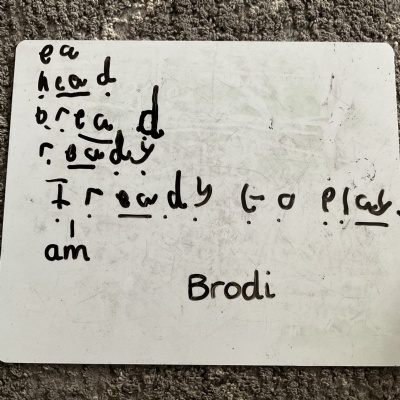 ea
head
bread
ready
I ready to play.
am
Brodi